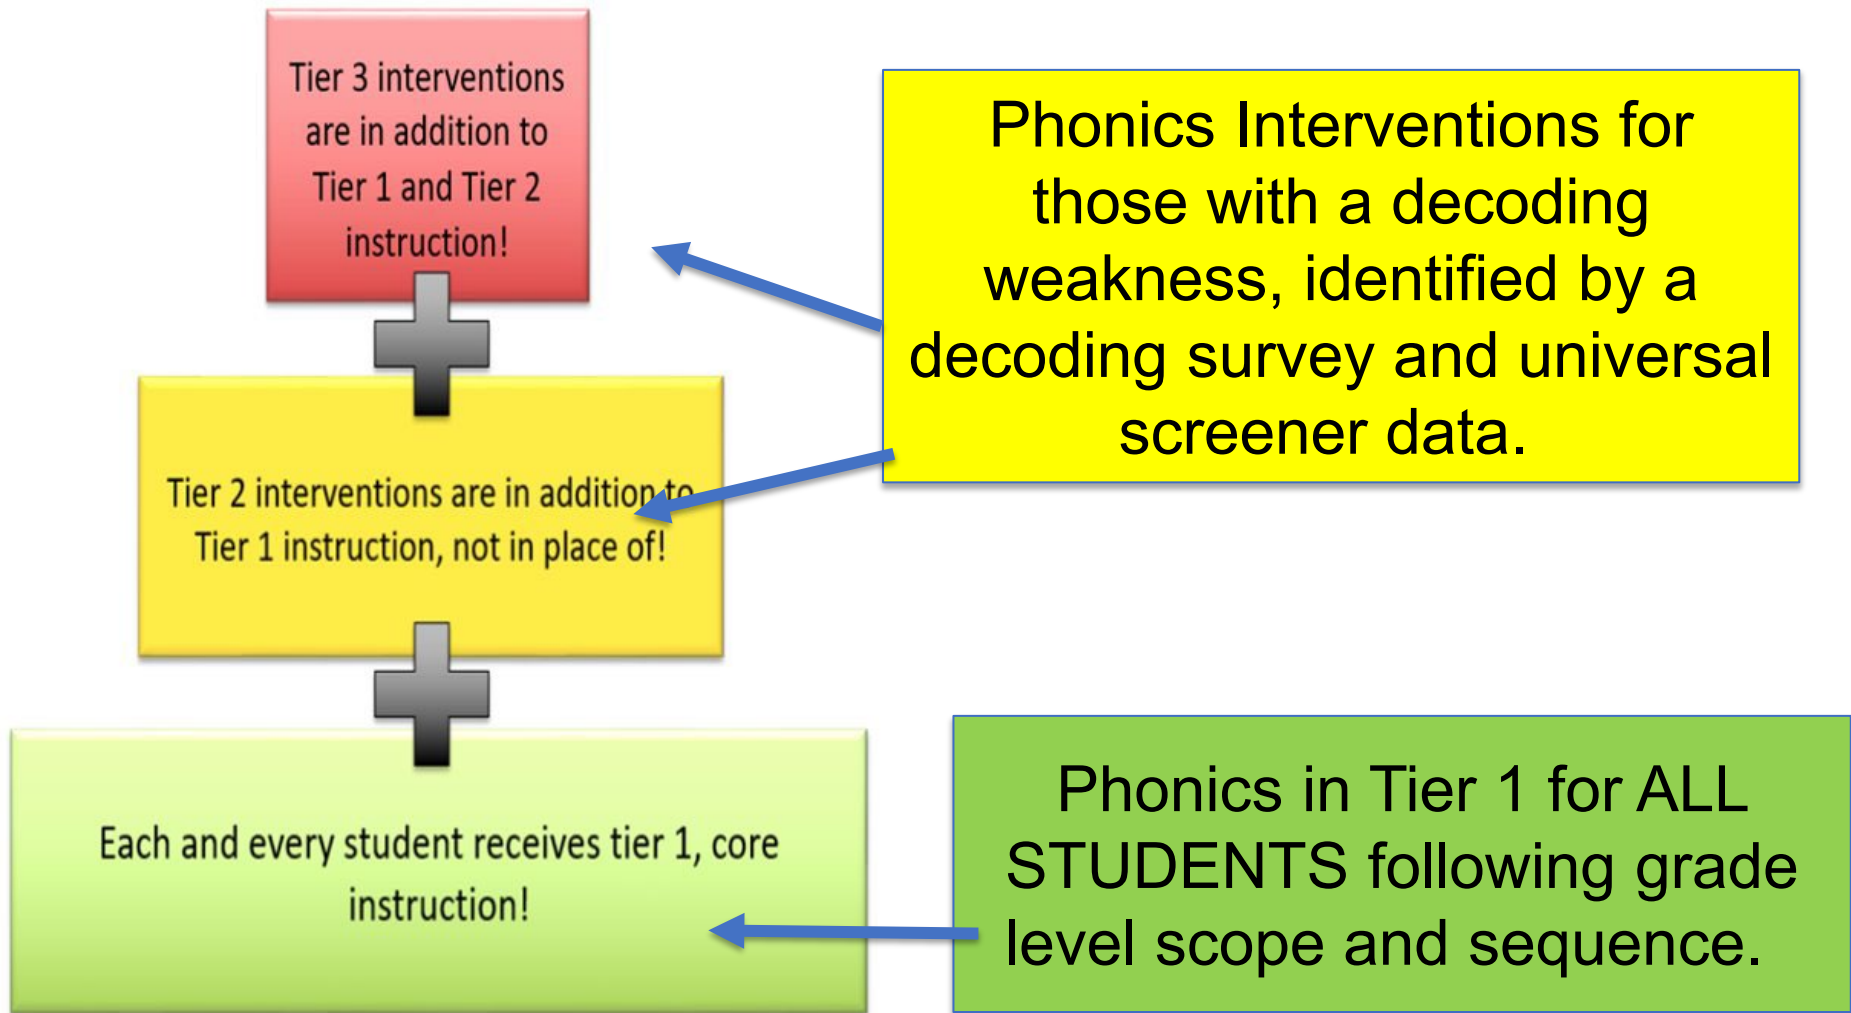 Tier 3 interventions
are in addition to
Tier 1 and Tier 2
instruction!
Phonics Interventions for
those with a decoding
weakness, identified by a
decoding survey and universal
screener data.
Tier 2 interventions are in addition to
Tier 1 instruction, not in place of!
Each and every student receives tier 1, core
instruction!
Phonics in Tier 1 for ALL
STUDENTS following grade
level scope and sequence.